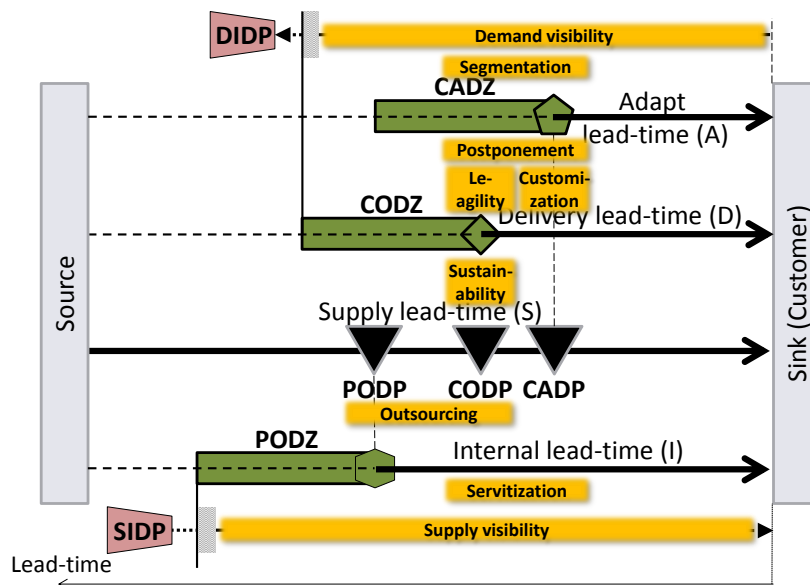 DIDP
Demand visibility
Segmentation
CADZ
Adapt
lead-time (A)
Postponement
Le-
agility
Customi-
zation
CODZ
Delivery lead-time (D)
Sustain-
ability
Source
Sink (Customer)
Supply lead-time (S)
PODP
CODP
CADP
Outsourcing
PODZ
Internal lead-time (I)
Servitization
SIDP
Supply visibility
Lead-time